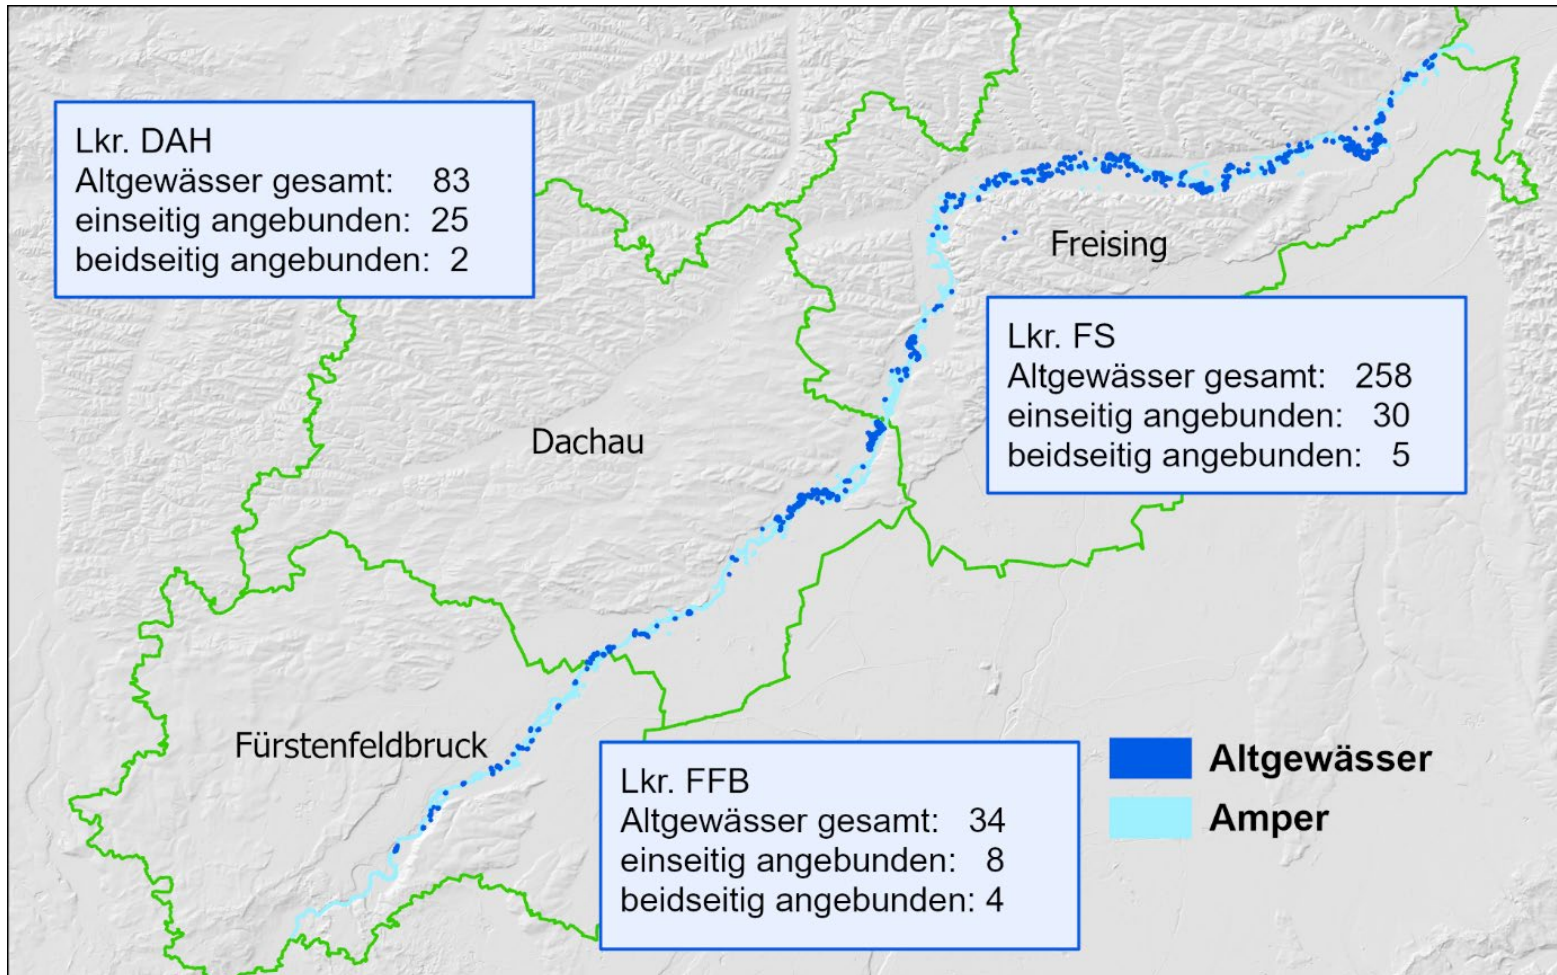 Lkr. DAH
Altgewässer gesamt: 83
einseitig angebunden: 25
beidseitig angebunden: 2
Freising
Lkr. FS
Altgewässer gesamt: 258
einseitig angebunden: 30
beidseitig angebunden: 5
Dachau
Fürstenfeldbruck
Lkr. FFB
Altgewässer gesamt: 34
einseitig angebunden: 8
beidseitig angebunden: 4
Altgewässer
Amper